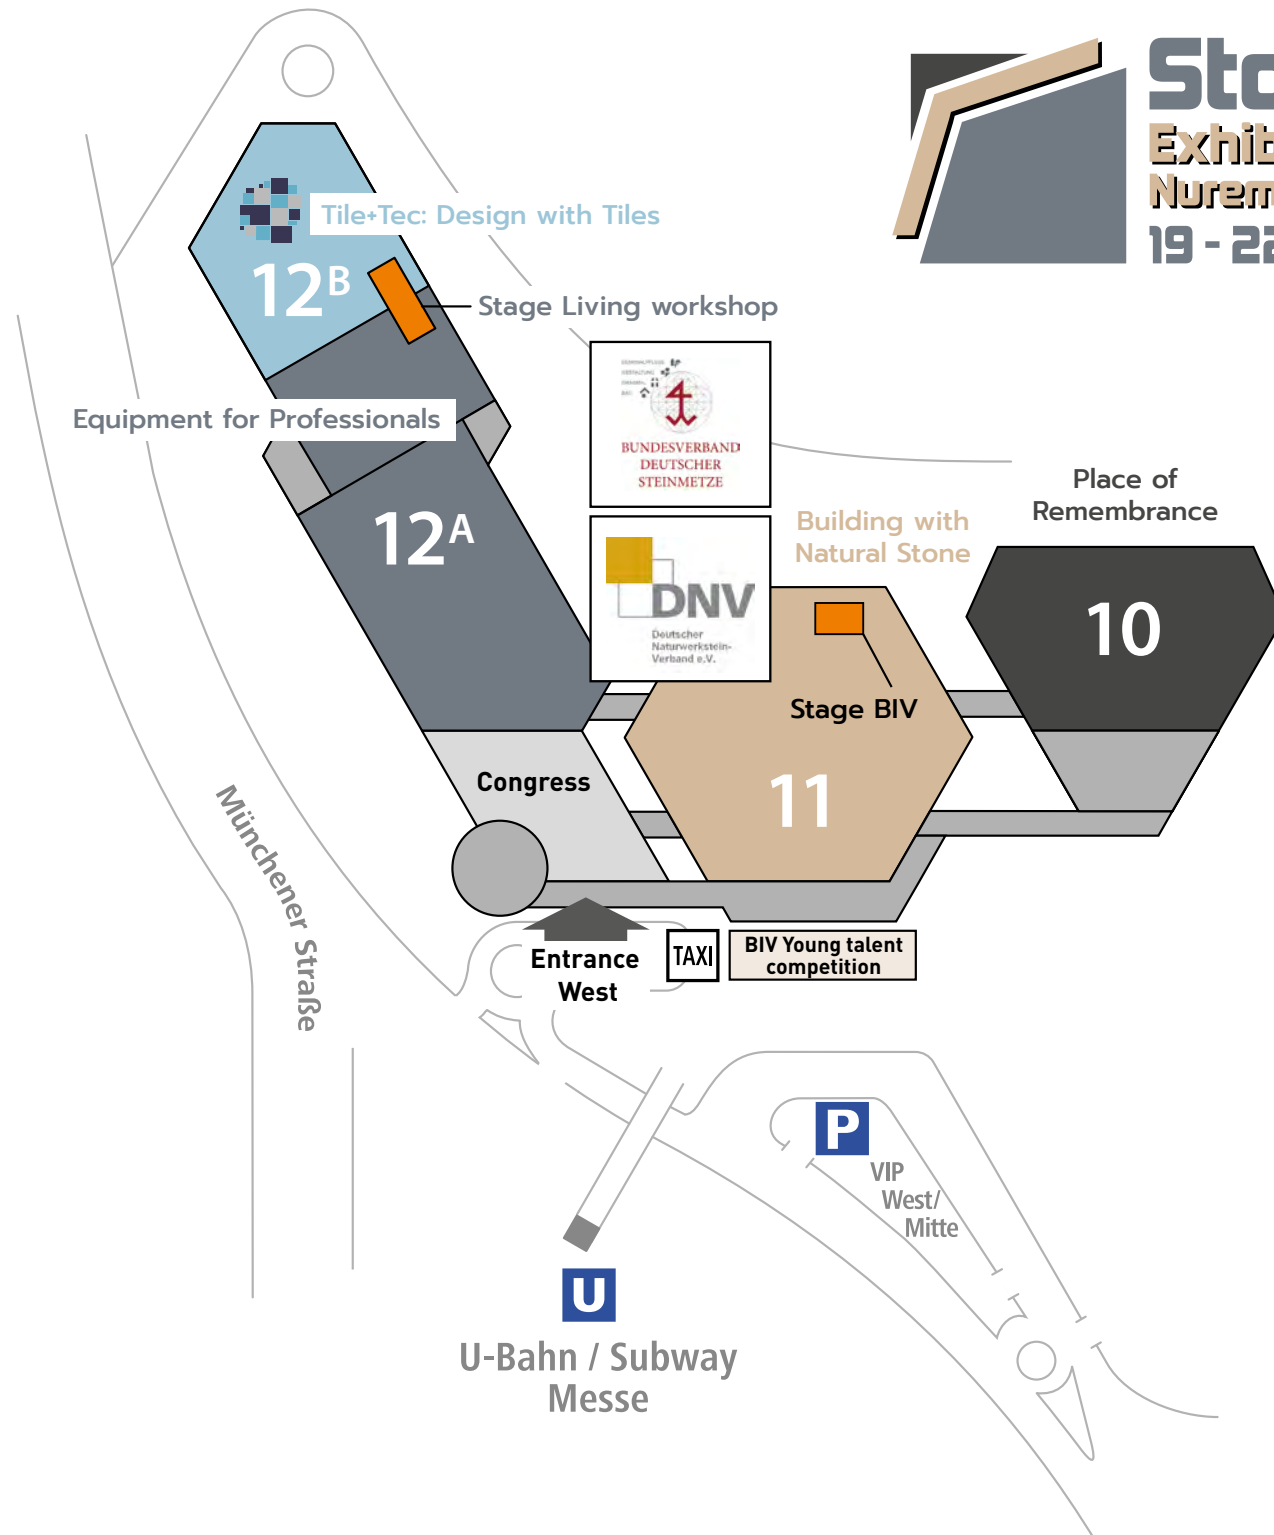 Sto
Exhib
Nurem
19 - 22
Tile+Tec: Design with Tiles
12B
Stage Living workshop
Equipment for Professionals
12A
BUNDESVERBAND
DEUTSCHER
STEINMETZE
DNV
Deutscher
Naturwerkstein-
Verband e.V.
Building with
Natural Stone
Place of
Remembrance
10
Stage BIV
11
Congress
Münchener Straße
Entrance
West
TAXI
BIV Young talent
competition
P
VIP
West/
Mitte
U
U-Bahn / Subway
Messe